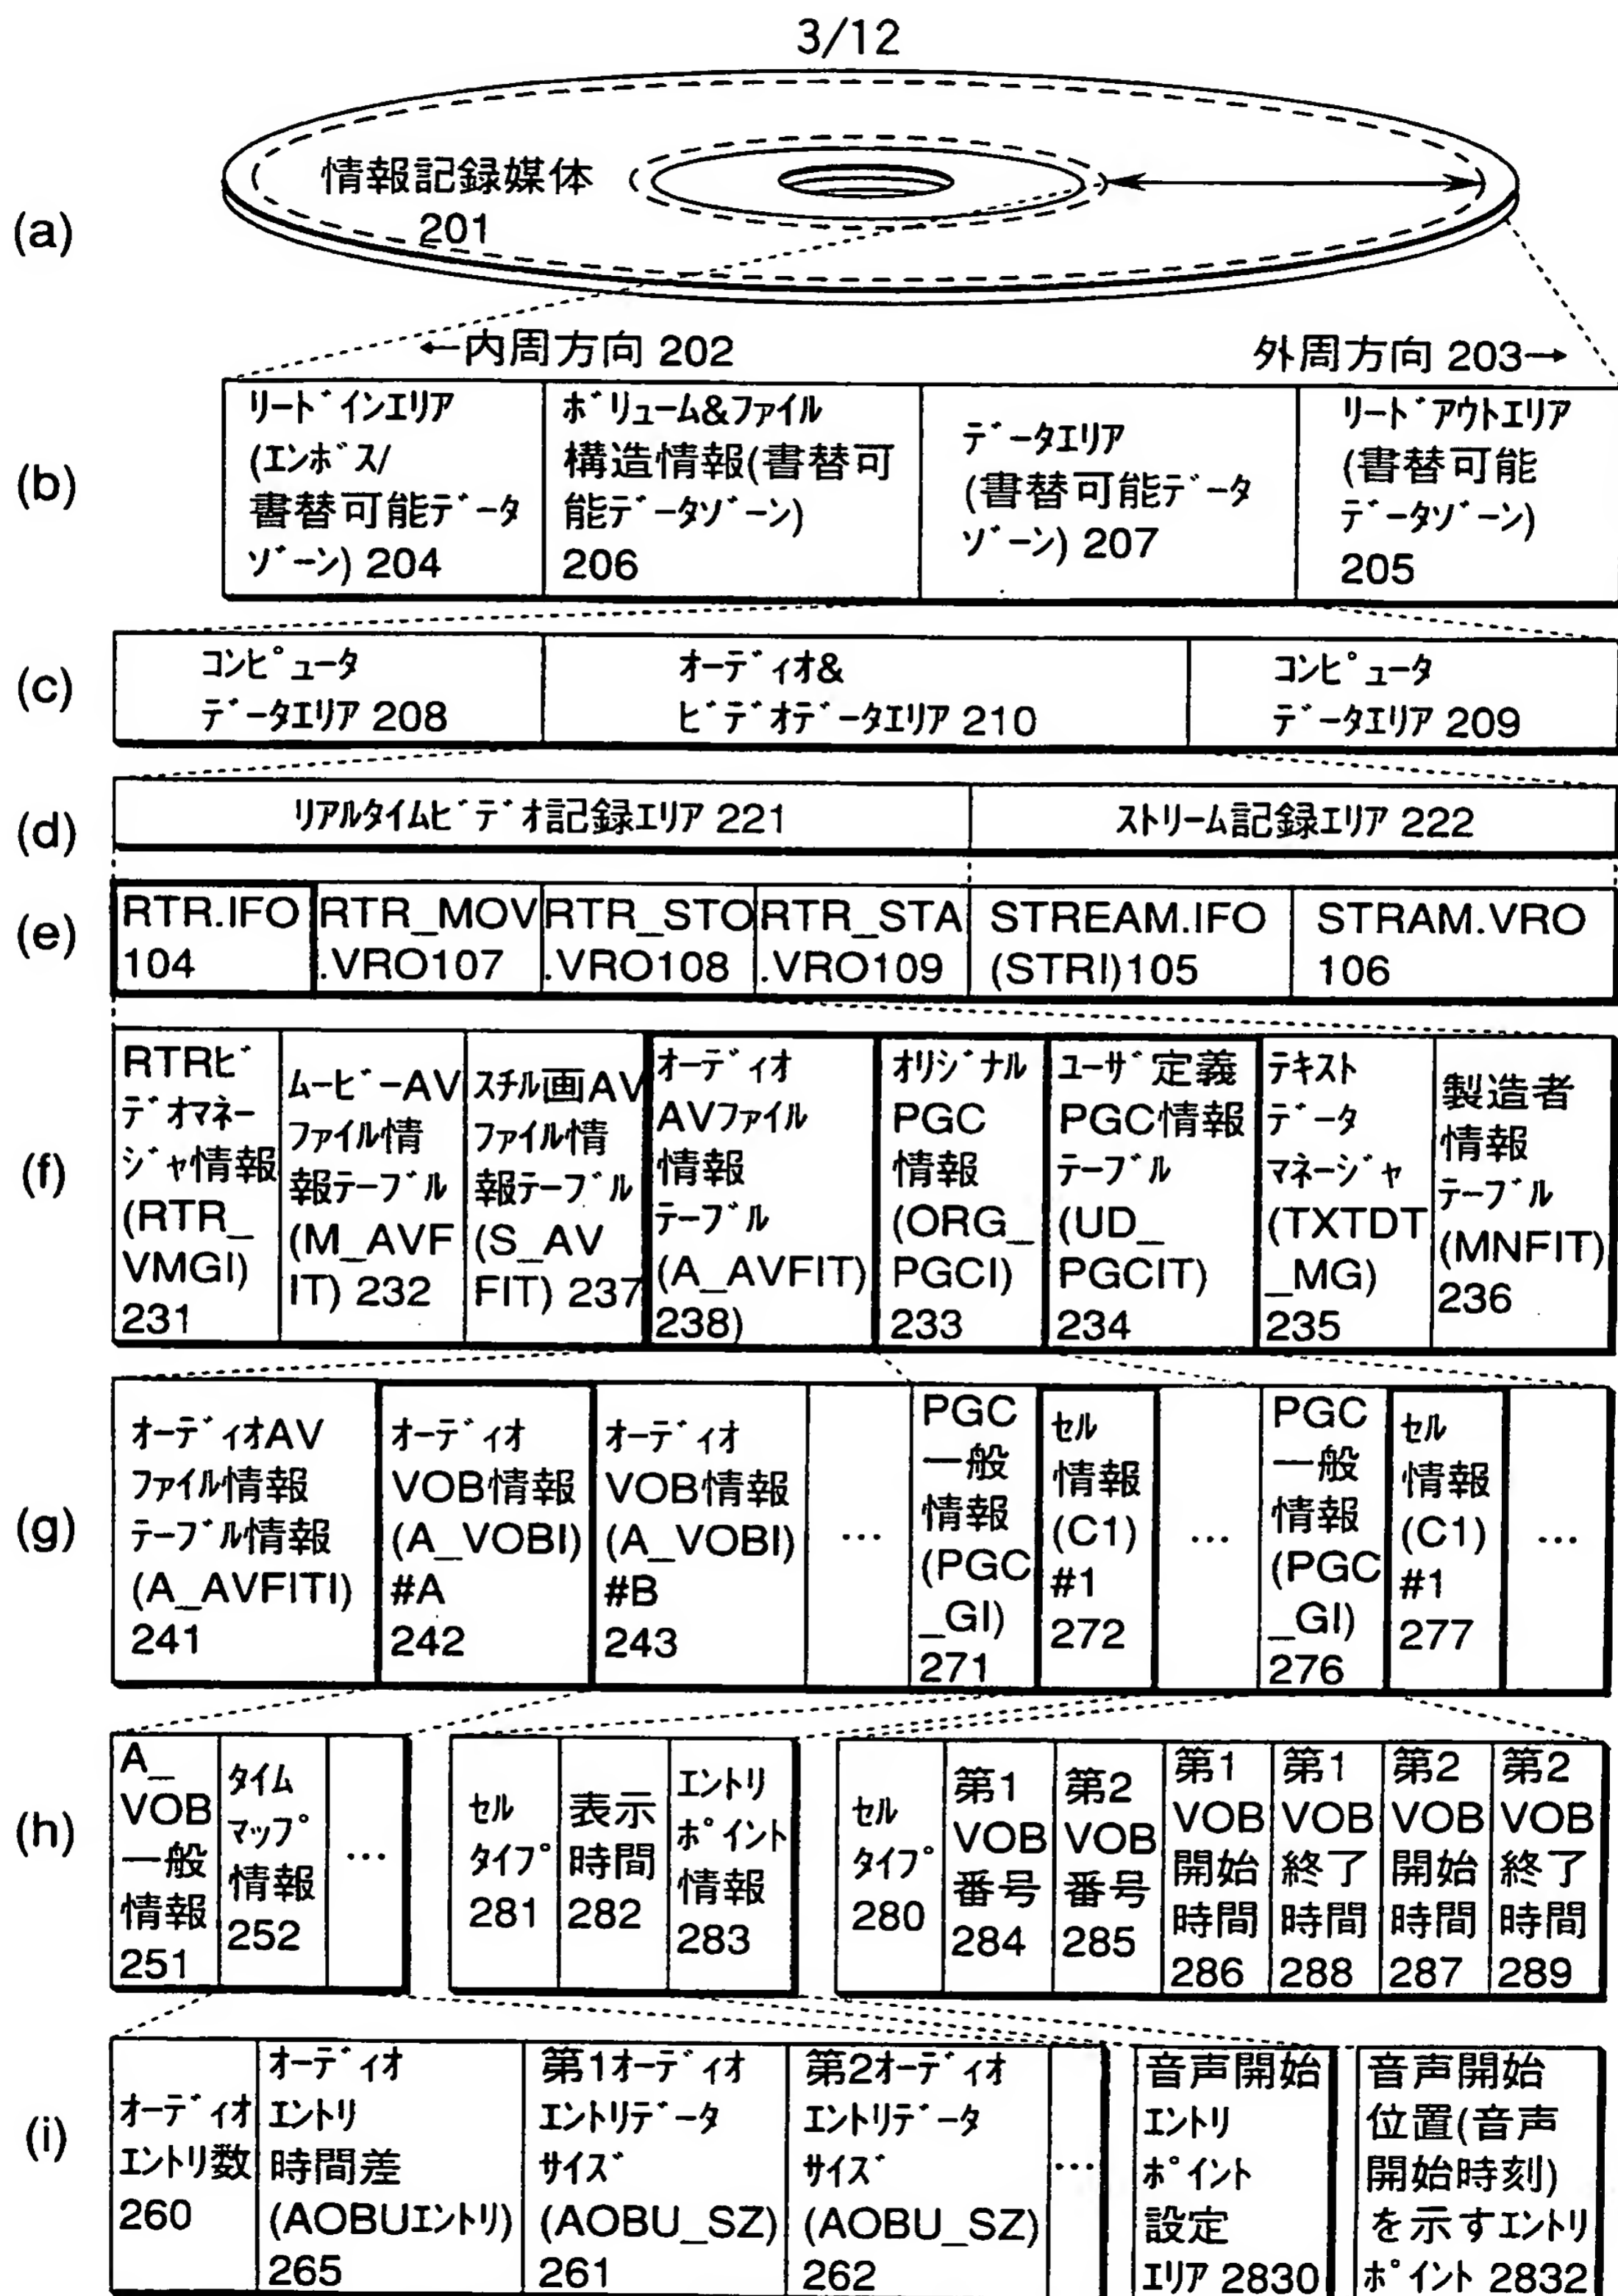 3/12
(a)
情報記録媒体
201
←内周方向 202
外周方向 203→
(b)
リードインエリア
(エンボス/
書替可能データ
ゾーン) 204
ボリューム&ファイル
構造情報(書替可
能データゾーン)
206
データエリア
(書替可能データ
ゾーン) 207
リードアウトエリア
(書替可能
データゾーン)
205
(c)
コンピュータ
データエリア 208
オーディオ&
ビデオデータエリア 210
コンピュータ
データエリア 209
(d)
リアルタイムビデオ記録エリア 221
ストリーム記録エリア 222
(e)
RTR.IFO
104
RTR_MOV
.VRO107
RTR_STO
.VRO108
RTR_STA
.VRO109
STREAM.IFO
(STRI)105
STRAM.VRO
106
(f)
RTRビ
デオマネー
ジャ情報
(RTR_
VMGI)
231
ムービーAV
ファイル情
報テーブル
(M_AVF
IT) 232
スチル画AV
ファイル情
報テーブル
(S_AV
FIT) 237
オーディオ
AVファイル
情報
テーブル
(A_AVFIT)
238)
オリジナル
PGC
情報
(ORG_
PGCI)
233
ユーザ定義
PGC情報
テーブル
(UD_
PGCIT)
234
テキスト
データ
マネージャ
(TXTDT
_MG)
235
製造者
情報
テーブル
(MNFIT)
236
(g)
オーディオAV
ファイル情報
テーブル情報
(A_AVFITI)
241
オーディオ
VOB情報
(A_VOBI)
#A
242
オーディオ
VOB情報
(A_VOBI)
#B
243
…
PGC
一般
情報
(PGC
_GI)
271
セル
情報
(C1)
#1
272
…
PGC
一般
情報
(PGC
_GI)
276
セル
情報
(C1)
#1
277
…
(h)
A_
VOB
一般
情報
251
タイム
マップ
情報
252
…
セル
タイプ
281
表示
時間
282
エントリ
ポイント
情報
283
セル
タイプ
280
第1
VOB
番号
284
第2
VOB
番号
285
第1
VOB
開始
時間
286
第1
VOB
終了
時間
288
第2
VOB
開始
時間
287
第2
VOB
終了
時間
289
(i)
オーディオ
エントリ数
260
オーディオ
エントリ
時間差
(AOBUエントリ)
265
第1オーディオ
エントリデータ
サイズ
(AOBU_SZ)
261
第2オーディオ
エントリデータ
サイズ
(AOBU_SZ)
262
…
音声開始
エントリ
ポイント
設定
エリア 2830
音声開始
位置(音声
開始時刻)
を示すエントリ
ポイント 2832